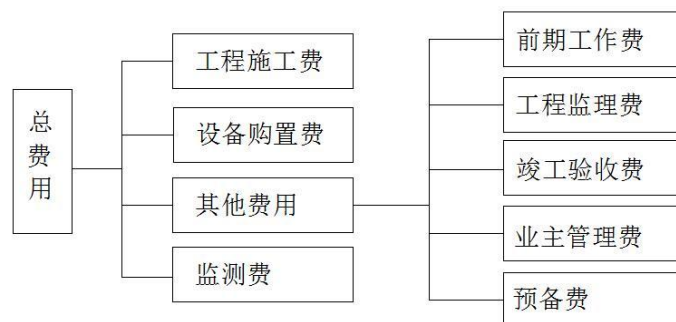 总费用
工程施工费
设备购置费
其他费用
监测费
前期工作费
工程监理费
竣工验收费
业主管理费
预备费